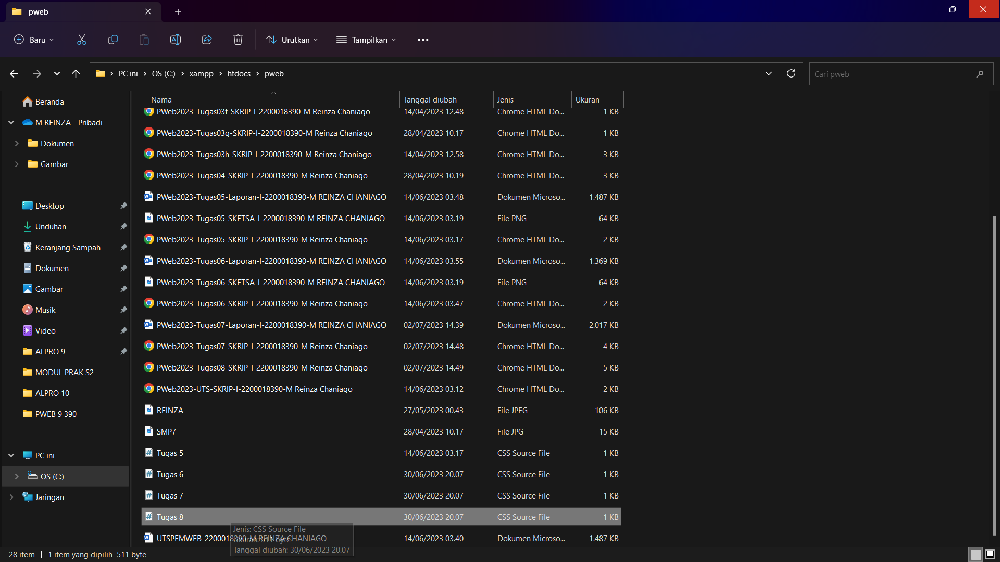 pweb
Baru
Urutkan
Tampilkan
PC ini
OS (C:)
xampp
htdocs
pweb
Cari pweb
Nama Tanggal diubah Jenis Ukuran
Beranda
M REINZA - Pribadi
Dokumen
Gambar
Desktop
Unduhan
Keranjang Sampah
Dokumen
Gambar
Musik
Video
ALPRO 9
MODUL PRAK S2
ALPRO 10
PWEB 9 390
PC ini
OS (C:)
Jaringan
PWeb2023-Tugas03f-SKRIP-I-2200018390-M Reinza Chaniago 14/04/2023 12.48 Chrome HTML Do... 1 KB
PWeb2023-Tugas03g-SKRIP-I-2200018390-M Reinza Chaniago 28/04/2023 10.17 Chrome HTML Do... 1 KB
PWeb2023-Tugas03h-SKRIP-I-2200018390-M Reinza Chaniago 14/04/2023 12.58 Chrome HTML Do... 3 KB
PWeb2023-Tugas04-SKRIP-I-2200018390-M Reinza Chaniago 28/04/2023 10.19 Chrome HTML Do... 3 KB
PWeb2023-Tugas05-Laporan-I-2200018390-M REINZA CHANIAGO 14/06/2023 03.48 Dokumen Microso... 1.487 KB
PWeb2023-Tugas05-SKETSA-I-2200018390-M REINZA CHANIAGO 14/06/2023 03.19 File PNG 64 KB
PWeb2023-Tugas05-SKRIP-I-2200018390-M Reinza Chaniago 14/06/2023 03.17 Chrome HTML Do... 2 KB
PWeb2023-Tugas06-Laporan-I-2200018390-M REINZA CHANIAGO 14/06/2023 03.55 Dokumen Microso... 1.369 KB
PWeb2023-Tugas06-SKETSA-I-2200018390-M REINZA CHANIAGO 14/06/2023 03.19 File PNG 64 KB
PWeb2023-Tugas06-SKRIP-I-2200018390-M Reinza Chaniago 14/06/2023 03.47 Chrome HTML Do... 2 KB
PWeb2023-Tugas07-Laporan-I-2200018390-M REINZA CHANIAGO 02/07/2023 14.39 Dokumen Microso... 2.017 KB
PWeb2023-Tugas07-SKRIP-I-2200018390-M Reinza Chaniago 02/07/2023 14.48 Chrome HTML Do... 4 KB
PWeb2023-Tugas08-SKRIP-I-2200018390-M Reinza Chaniago 02/07/2023 14.49 Chrome HTML Do... 5 KB
PWeb2023-UTS-SKRIP-I-2200018390-M Reinza Chaniago 14/06/2023 03.12 Chrome HTML Do... 2 KB
REINZA 27/05/2023 00.43 File JPEG 106 KB
SMP7 28/04/2023 10.17 File JPG 15 KB
Tugas 5 14/06/2023 03.17 CSS Source File 1 KB
Tugas 6 30/06/2023 20.07 CSS Source File 1 KB
Tugas 7 30/06/2023 20.07 CSS Source File 1 KB
Tugas 8 30/06/2023 20.07 CSS Source File 1 KB
UTSPEMWEB_2200018390_M REINZA CHANIAGO 14/06/2023 03.40 Dokumen Microso... 1.487 KB
Jenis: CSS Source File
Ukuran: 511 byte
Tanggal diubah: 30/06/2023 20.07
28 item
1 item yang dipilih 511 byte